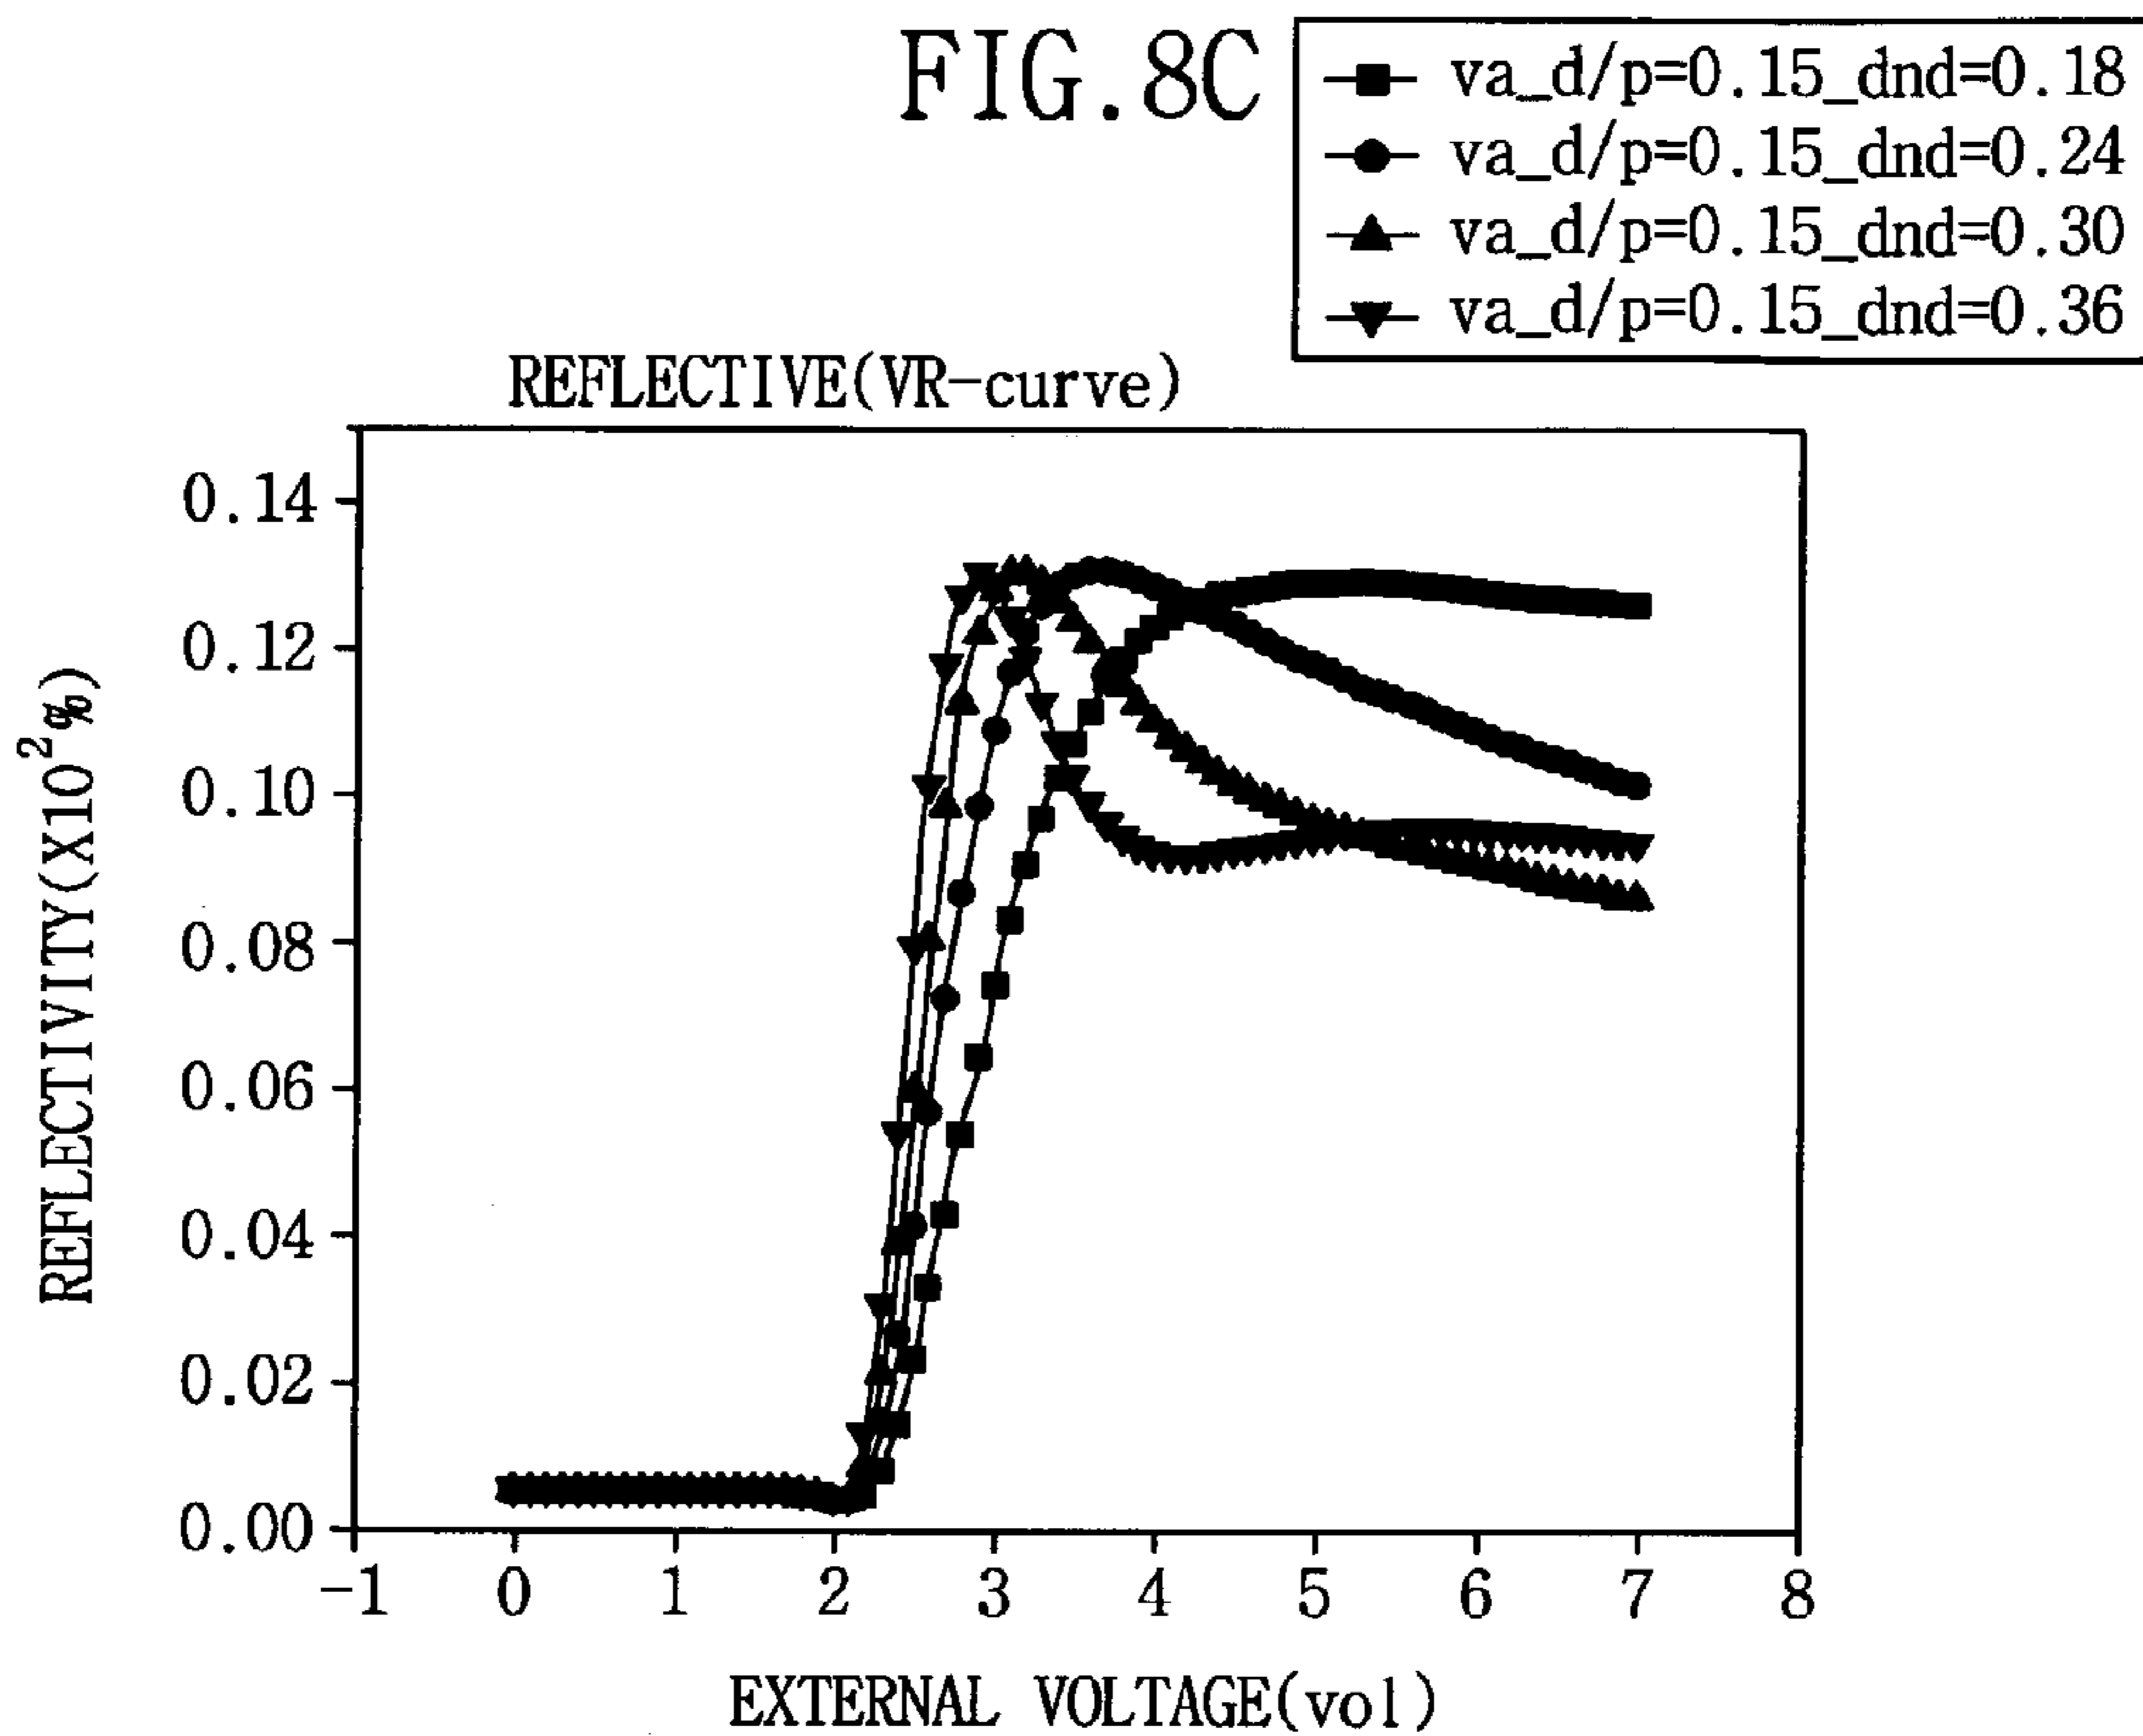 FIG.8C
va_d/p=0.15_dnd=0.18
va_d/p=0.15_dnd=0.24
va_d/p=0.15_dnd=0.30
va_d/p=0.15_dnd=0.36
REFLECTIVE(VR-curve)
REFLECTIVITY(X10²%)
0.14
0.12
0.10
0.08
0.06
0.04
0.02
0.00
-1 0 1 2 3 4 5 6 7 8
EXTERNAL VOLTAGE(vol)